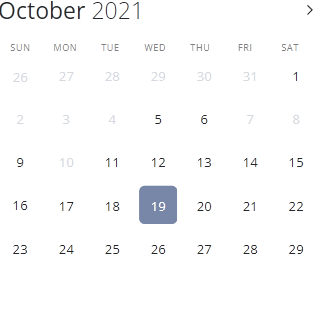 October 2021
SUN MON TUE WED THU FRI SAT
26 27 28 29 30 31 1
2 3 4 5 6 7 8
9 10 11 12 13 14 15
16 17 18 19 20 21 22
23 24 25 26 27 28 29